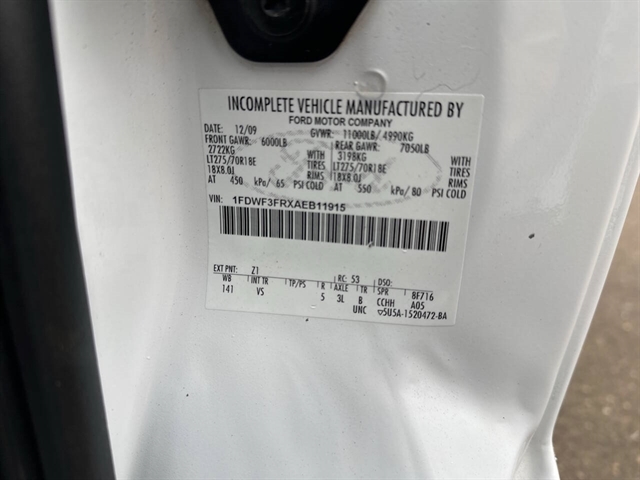 INCOMPLETE VEHICLE MANUFACTURED BY
FORD MOTOR COMPANY
DATE: 12/09 GVWR: 11000LB/ 4990KG
FRONT GAWR: 6000LB REAR GAWR: 7050LB
2722KG WITH 3198KG WITH
LT275/70R18E TIRES LT275/70R18E TIRES
18X8.0J RIMS 18X8.0J RIMS
AT 450 kPa/ 65 PSI COLD AT 550 kPa/ 80 PSI COLD
VIN: 1FDWF3FRXAEB11915
EXT PNT: Z1 RC: 53 DSO:
WB INT TR TP/PS R AXLE TR SPR 8F716
141 VS 5 3L B CCHH A05
UNC 5U5A-1520472-BA